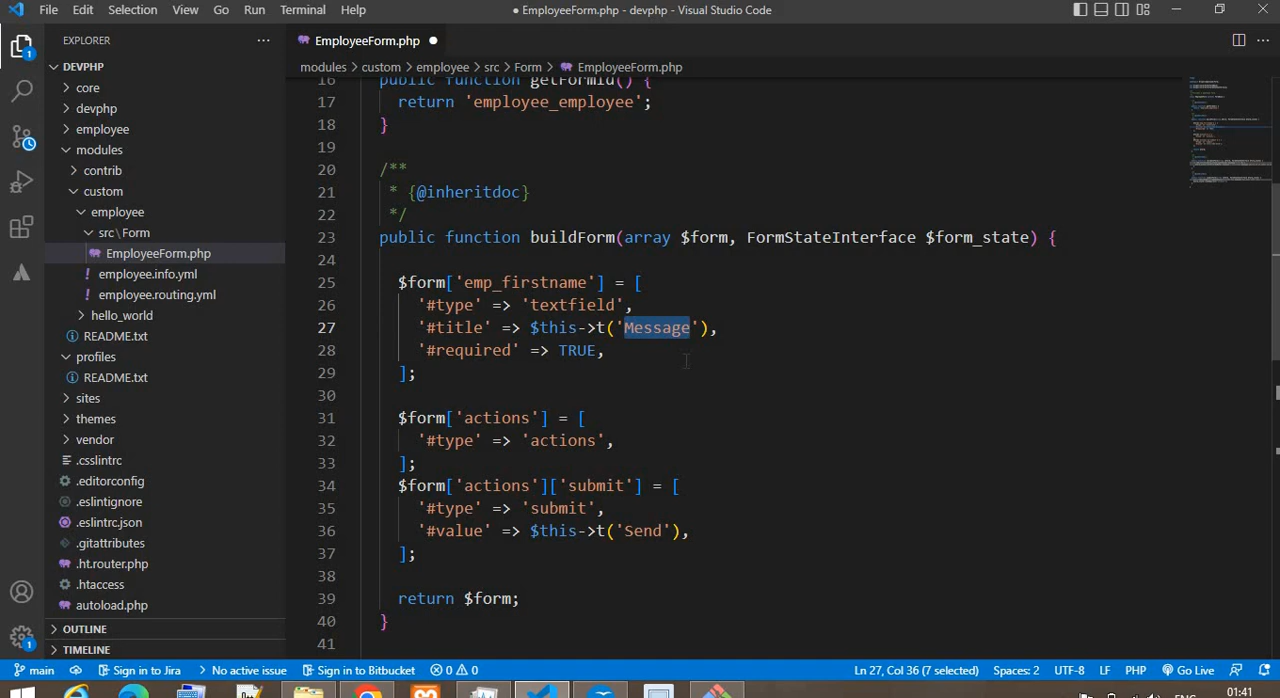 File Edit Selection View Go Run Terminal Help
● EmployeeForm.php - devphp - Visual Studio Code
EXPLORER
DEVPHP
core
devphp
employee
modules
contrib
custom
employee
src\Form
EmployeeForm.php
! employee.info.yml
! employee.routing.yml
hello_world
README.txt
profiles
README.txt
sites
themes
vendor
.csslintrc
.editorconfig
.eslintignore
.eslintrc.json
.gitattributes
.ht.router.php
.htaccess
autoload.php
OUTLINE
TIMELINE
EmployeeForm.php ●
modules > custom > employee > src > Form > EmployeeForm.php
16 public function getFormId() {
17 return 'employee_employee';
18 }
19
20 /**
21 * {@inheritdoc}
22 */
23 public function buildForm(array $form, FormStateInterface $form_state) {
24
25 $form['emp_firstname'] = [
26 '#type' => 'textfield',
27 '#title' => $this->t('Message'),
28 '#required' => TRUE,
29 ];
30
31 $form['actions'] = [
32 '#type' => 'actions',
33 ];
34 $form['actions']['submit'] = [
35 '#type' => 'submit',
36 '#value' => $this->t('Send'),
37 ];
38
39 return $form;
40 }
41
1
1
main Sign in to Jira No active issue Sign in to Bitbucket 0 0 Ln 27, Col 36 (7 selected) Spaces: 2 UTF-8 LF PHP Go Live
01:41